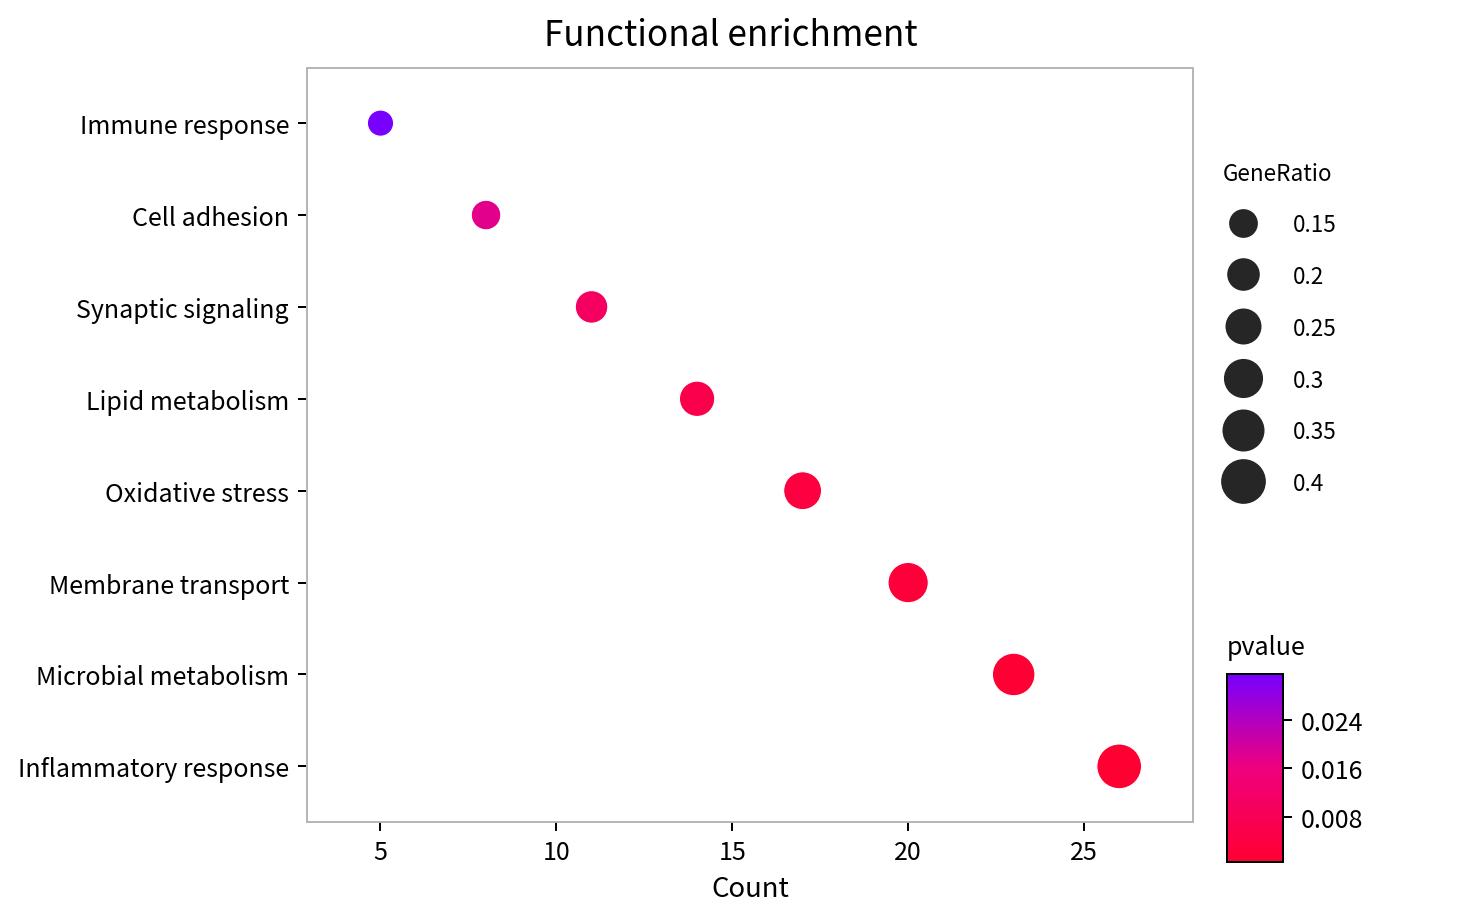 Functional enrichment
Immune response
Cell adhesion
Synaptic signaling
Lipid metabolism
Oxidative stress
Membrane transport
Microbial metabolism
Inflammatory response
5 10 15 20 25
Count
GeneRatio
0.15
0.2
0.25
0.3
0.35
0.4
pvalue
0.024
0.016
0.008